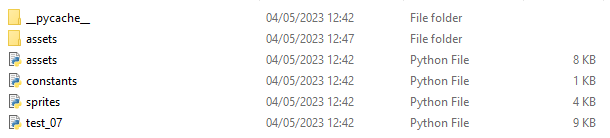 __pycache__ 04/05/2023 12:42 File folder
assets 04/05/2023 12:47 File folder
assets 04/05/2023 12:42 Python File 8 KB
constants 04/05/2023 12:42 Python File 1 KB
sprites 04/05/2023 12:42 Python File 4 KB
test_07 04/05/2023 12:42 Python File 9 KB